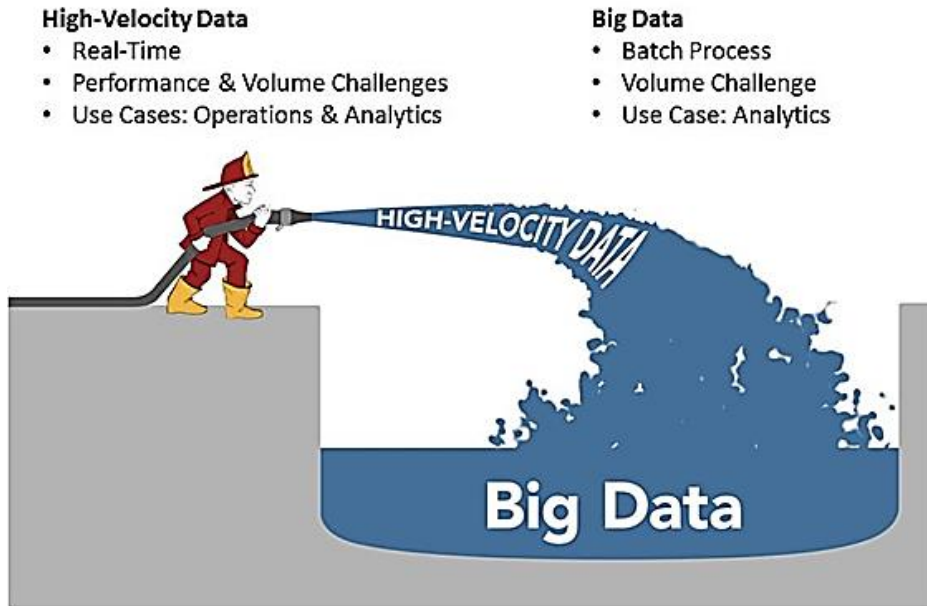 High-Velocity Data
• Real-Time
• Performance & Volume Challenges
• Use Cases: Operations & Analytics
Big Data
• Batch Process
• Volume Challenge
• Use Case: Analytics
HIGH-VELOCITY DATA
Big Data